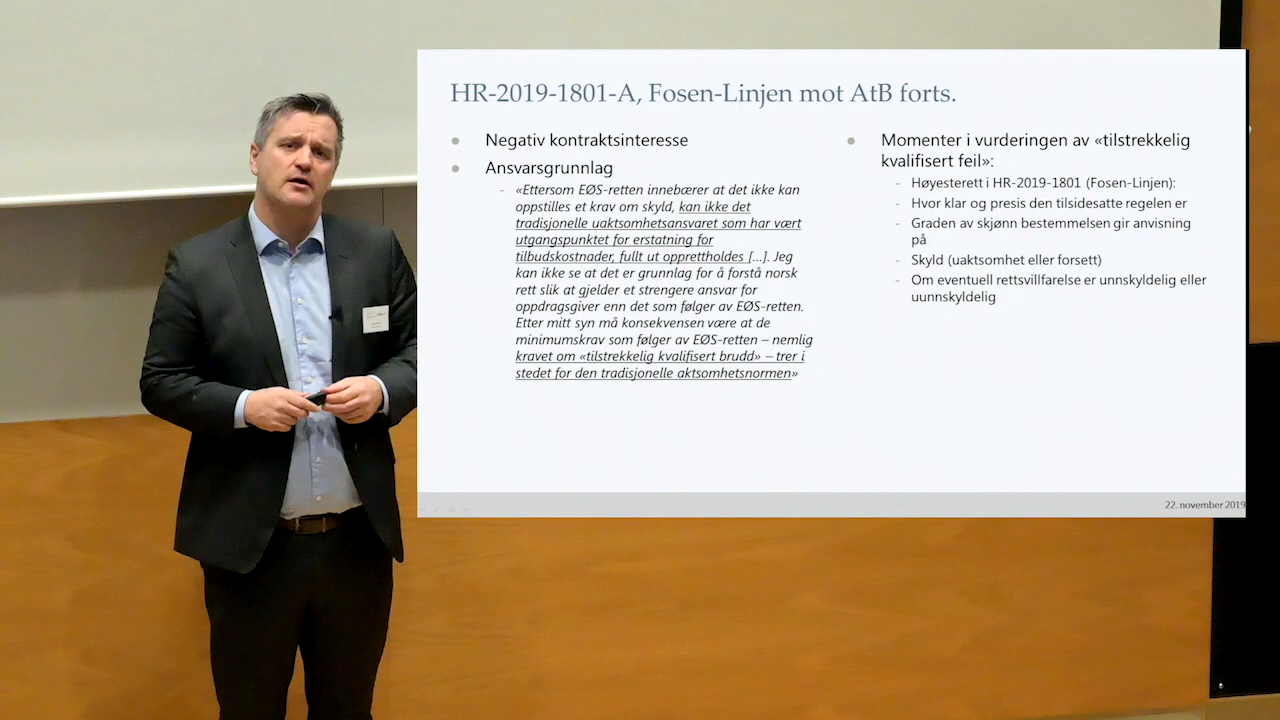 HR-2019-1801-A, Fosen-Linjen mot AtB forts.
Negativ kontraktsinteresse
Ansvarsgrunnlag
- «Ettersom EØS-retten innebærer at det ikke kan
oppstilles et krav om skyld, kan ikke det
tradisjonelle uaktsomhetsansvaret som har vært
utgangspunktet for erstatning for
tilbudskostnader, fullt ut opprettholdes [...]. Jeg
kan ikke se at det er grunnlag for å forstå norsk
rett slik at gjelder et strengere ansvar for
oppdragsgiver enn det som følger av EØS-retten.
Etter mitt syn må konsekvensen være at de
minimumskrav som følger av EØS-retten – nemlig
kravet om «tilstrekkelig kvalifisert brudd» – trer i
stedet for den tradisjonelle aktsomhetsnormen»
Momenter i vurderingen av «tilstrekkelig
kvalifisert feil»:
- Høyesterett i HR-2019-1801 (Fosen-Linjen):
- Hvor klar og presis den tilsidesatte regelen er
- Graden av skjønn bestemmelsen gir anvisning
på
- Skyld (uaktsomhet eller forsett)
- Om eventuell rettsvillfarelse er unnskyldelig eller
uunnskyldelig
22. november 2019